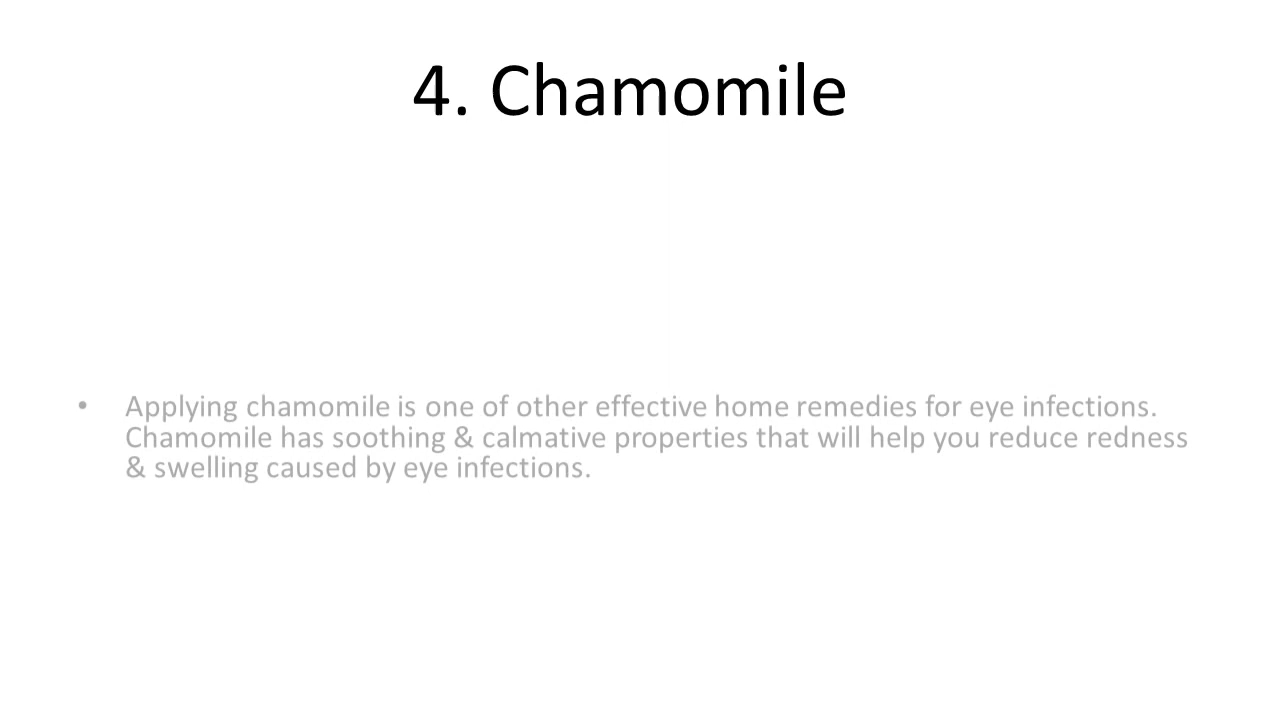 4. Chamomile
• Applying chamomile is one of other effective home remedies for eye infections.
Chamomile has soothing & calmative properties that will help you reduce redness
& swelling caused by eye infections.